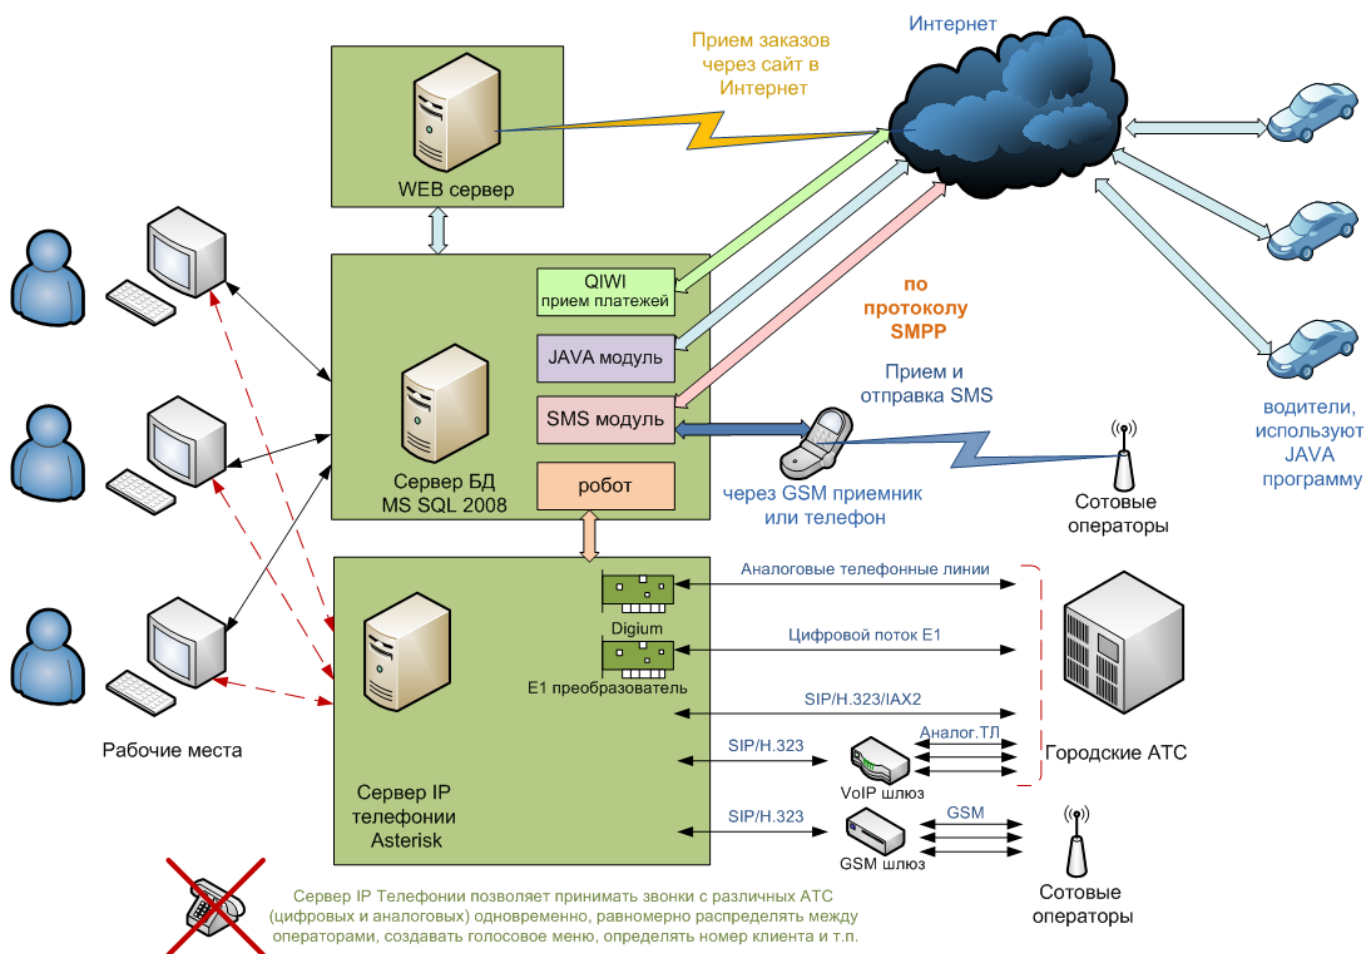 Интернет
Прием заказов
через сайт в
Интернет
WEB сервер
QIWI
прием платежей
JAVA модуль
SMS модуль
робот
Сервер БД
MS SQL 2008
по
протоколу
SMPP
Прием и
отправка SMS
через GSM приемник
или телефон
Сотовые
операторы
водители,
используют
JAVA
программу
Рабочие места
Digium
E1 преобразователь
Сервер IP
телефонии
Asterisk
Аналоговые телефонные линии
Цифровой поток E1
SIP/H.323/IAX2
SIP/H.323
Аналог.ТЛ
VoIP шлюз
Городские АТС
SIP/H.323
GSM
GSM шлюз
Сотовые
операторы
Сервер IP Телефонии позволяет принимать звонки с различных АТС
(цифровых и аналоговых) одновременно, равномерно распределять между
операторами, создавать голосовое меню, определять номер клиента и т.п.